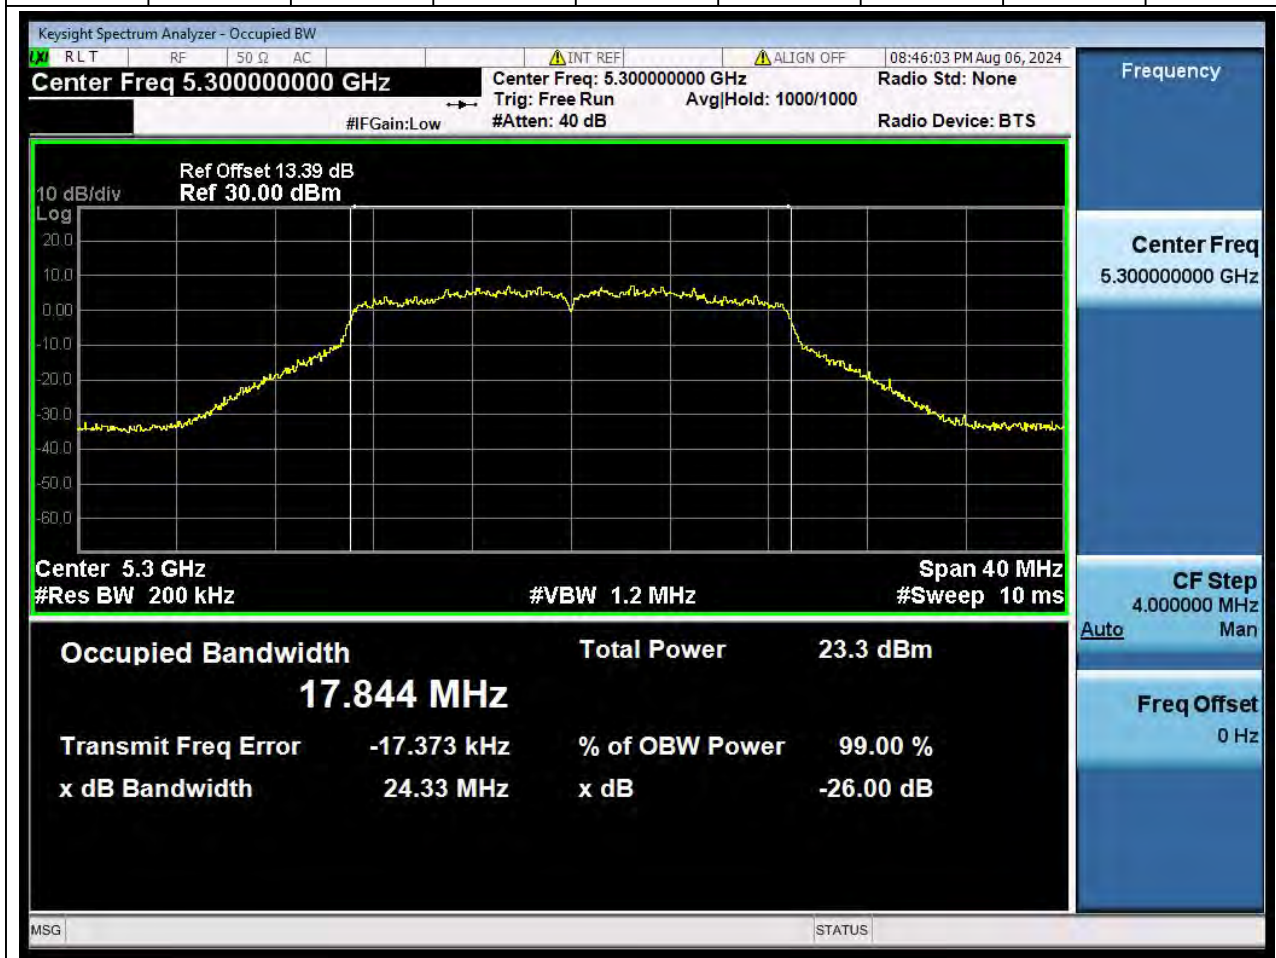 Keysight Spectrum Analyzer - Occupied BW
LXI RLT RF 50 Ω AC INT REF ALIGN OFF 08:46:03 PM Aug 06, 2024
Center Freq 5.300000000 GHz
Center Freq: 5.300000000 GHz Radio Std: None
Trig: Free Run Avg|Hold: 1000/1000
#IFGain:Low #Atten: 40 dB Radio Device: BTS
Ref Offset 13.39 dB
10 dB/div Ref 30.00 dBm
Log
20.0
10.0
0.00
-10.0
-20.0
-30.0
-40.0
-50.0
-60.0
Center 5.3 GHz Span 40 MHz
#Res BW 200 kHz #VBW 1.2 MHz #Sweep 10 ms
Occupied Bandwidth Total Power 23.3 dBm
17.844 MHz
Transmit Freq Error -17.373 kHz % of OBW Power 99.00 %
x dB Bandwidth 24.33 MHz x dB -26.00 dB
Frequency
Center Freq
5.300000000 GHz
CF Step
4.000000 MHz
Auto Man
Freq Offset
0 Hz
MSG STATUS